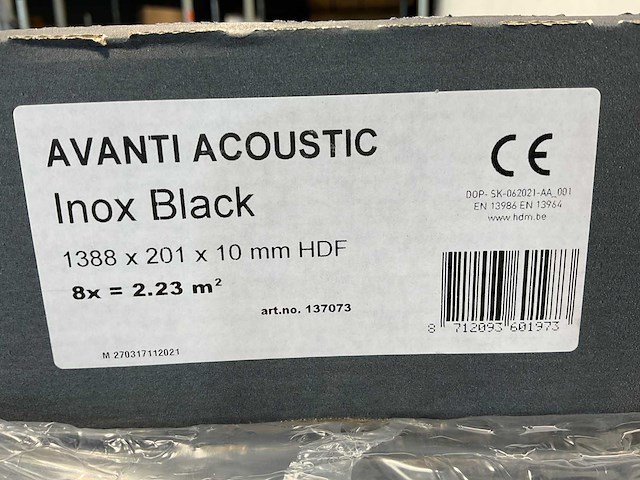 AVANTI ACOUSTIC
Inox Black
1388 x 201 x 10 mm HDF
8x = 2.23 m²
art.no. 137073
M 270317112021
CE
DOP- SK-062021-AA_001
EN 13986 EN 13964
www.hdm.be
8 712093 601973